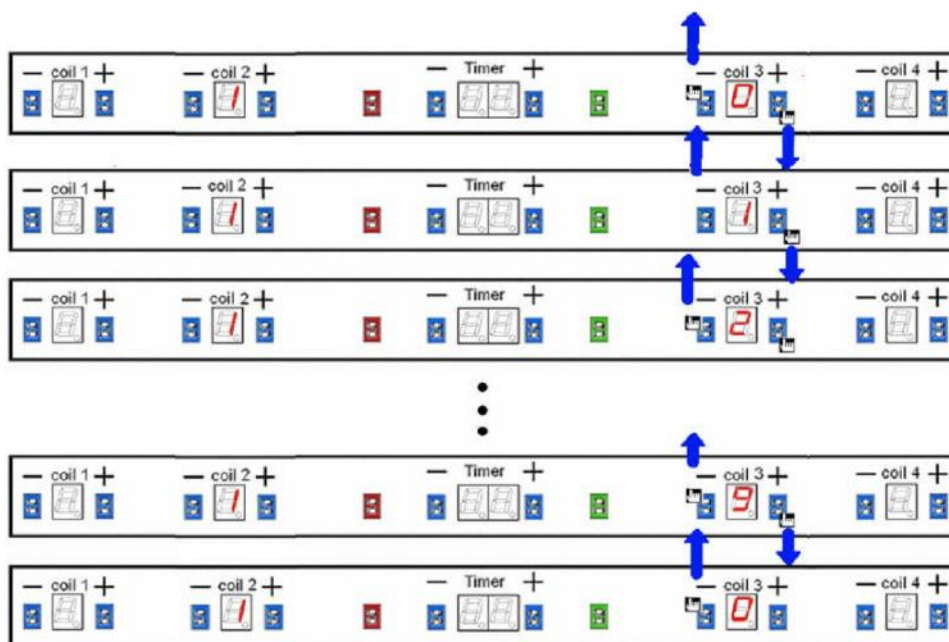 — coil 1 + — coil 2 + — Timer + — coil 3 + — coil 4 +
1 0
— coil 1 + — coil 2 + — Timer + — coil 3 + — coil 4 +
1 1
— coil 1 + — coil 2 + — Timer + — coil 3 + — coil 4 +
1 2
— coil 1 + — coil 2 + — Timer + — coil 3 + — coil 4 +
1 9
— coil 1 + — coil 2 + — Timer + — coil 3 + — coil 4 +
1 0